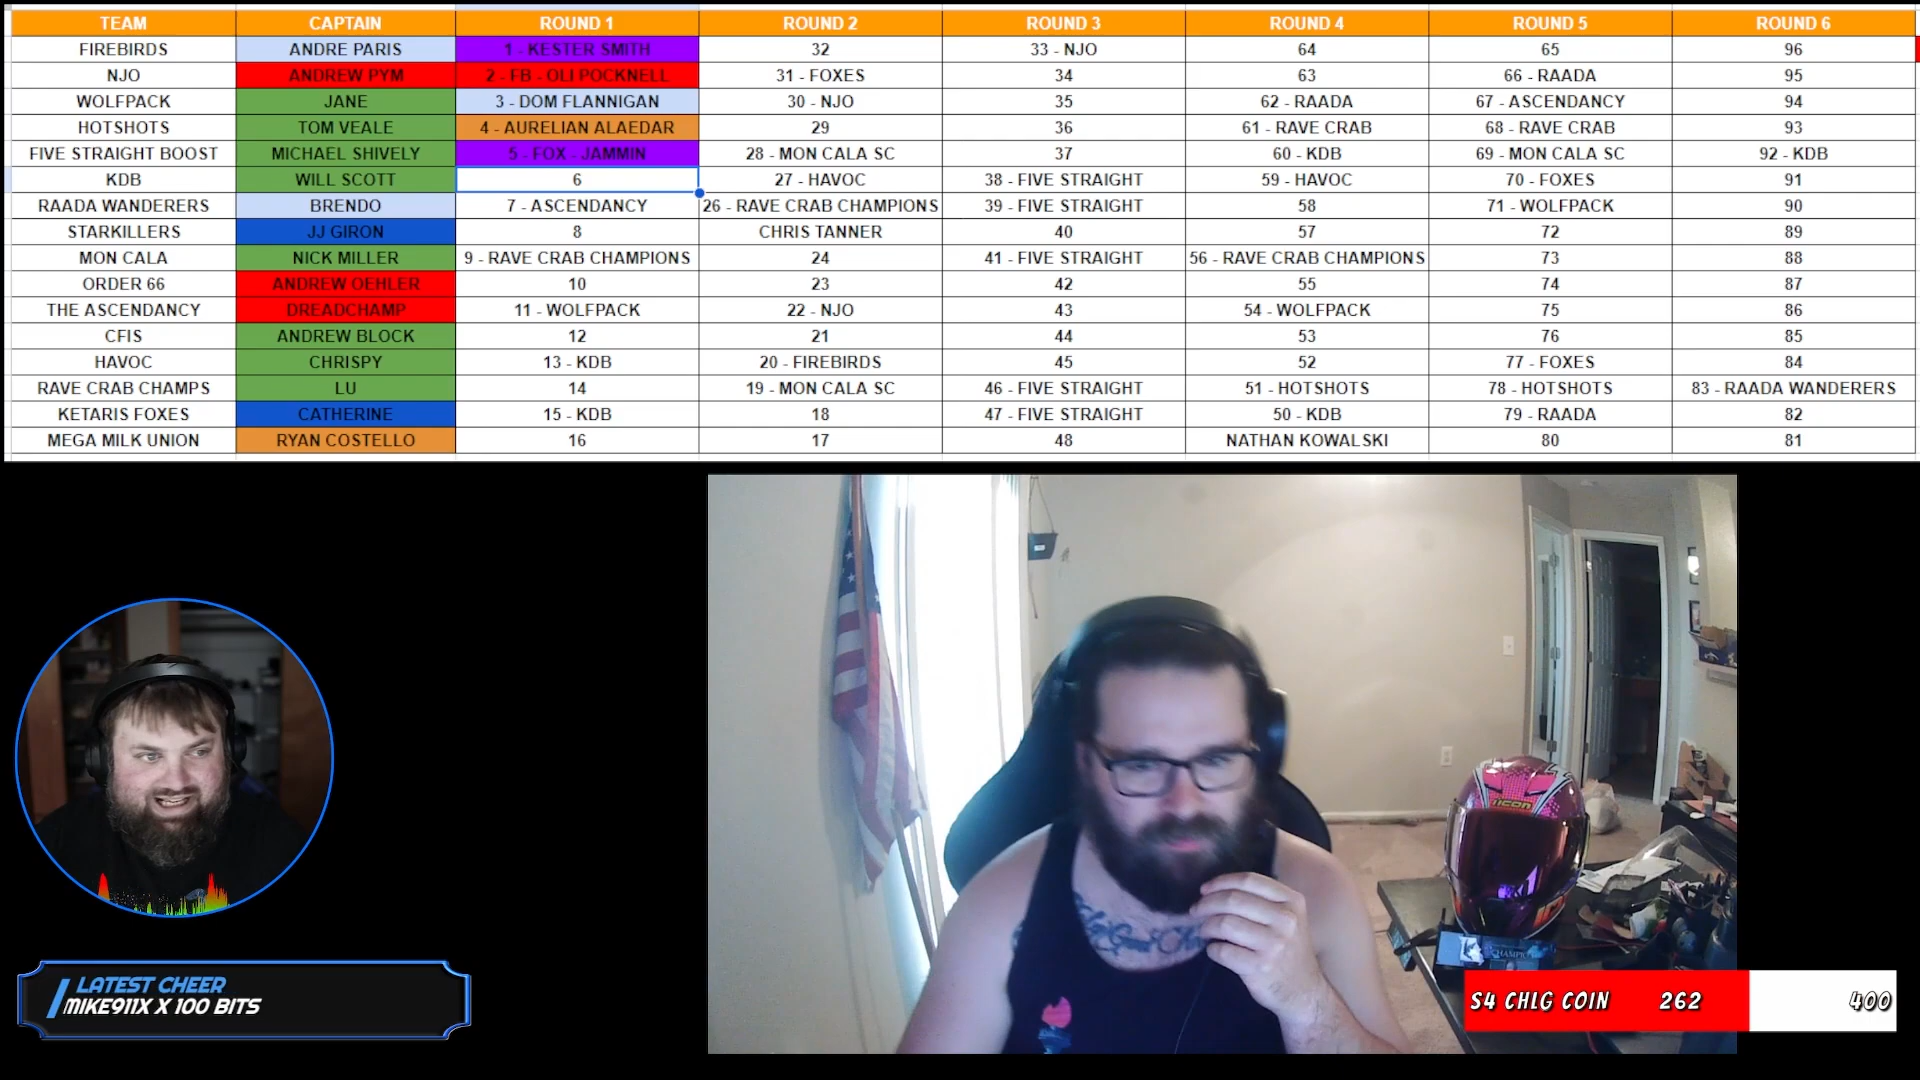 TEAM CAPTAIN ROUND 1 ROUND 2 ROUND 3 ROUND 4 ROUND 5 ROUND 6
FIREBIRDS ANDRE PARIS 1 - KESTER SMITH 32 33 - NJO 64 65 96
NJO ANDREW PYM 2 - FB - OLI POCKNELL 31 - FOXES 34 63 66 - RAADA 95
WOLFPACK JANE 3 - DOM FLANNIGAN 30 - NJO 35 62 - RAADA 67 - ASCENDANCY 94
HOTSHOTS TOM VEALE 4 - AURELIAN ALAEDAR 29 36 61 - RAVE CRAB 68 - RAVE CRAB 93
FIVE STRAIGHT BOOST MICHAEL SHIVELY 5 - FOX - JAMMIN 28 - MON CALA SC 37 60 - KDB 69 - MON CALA SC 92 - KDB
KDB WILL SCOTT 6 27 - HAVOC 38 - FIVE STRAIGHT 59 - HAVOC 70 - FOXES 91
RAADA WANDERERS BRENDO 7 - ASCENDANCY 26 - RAVE CRAB CHAMPIONS 39 - FIVE STRAIGHT 58 71 - WOLFPACK 90
STARKILLERS JJ GIRON 8 CHRIS TANNER 40 57 72 89
MON CALA NICK MILLER 9 - RAVE CRAB CHAMPIONS 24 41 - FIVE STRAIGHT 56 - RAVE CRAB CHAMPIONS 73 88
ORDER 66 ANDREW OEHLER 10 23 42 55 74 87
THE ASCENDANCY DREADCHAMP 11 - WOLFPACK 22 - NJO 43 54 - WOLFPACK 75 86
CFIS ANDREW BLOCK 12 21 44 53 76 85
HAVOC CHRISPY 13 - KDB 20 - FIREBIRDS 45 52 77 - FOXES 84
RAVE CRAB CHAMPS LU 14 19 - MON CALA SC 46 - FIVE STRAIGHT 51 - HOTSHOTS 78 - HOTSHOTS 83 - RAADA WANDERERS
KETARIS FOXES CATHERINE 15 - KDB 18 47 - FIVE STRAIGHT 50 - KDB 79 - RAADA 82
MEGA MILK UNION RYAN COSTELLO 16 17 48 NATHAN KOWALSKI 80 81
ICON
LATEST CHEER
MIKE911X X 100 BITS
S4 CHLG COIN 262 400